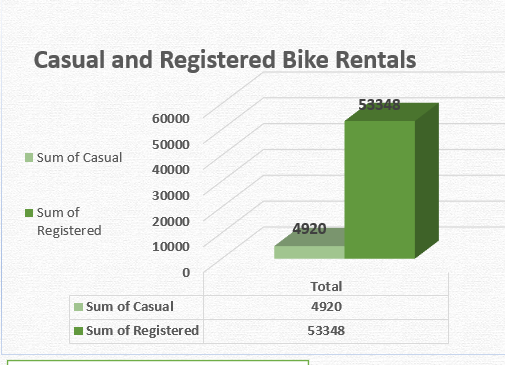 Casual and Registered Bike Rentals
53348
60000
50000
Sum of Casual
40000
30000
Sum of
Registered
20000
4920
10000
0
Total
Sum of Casual 4920
Sum of Registered 53348